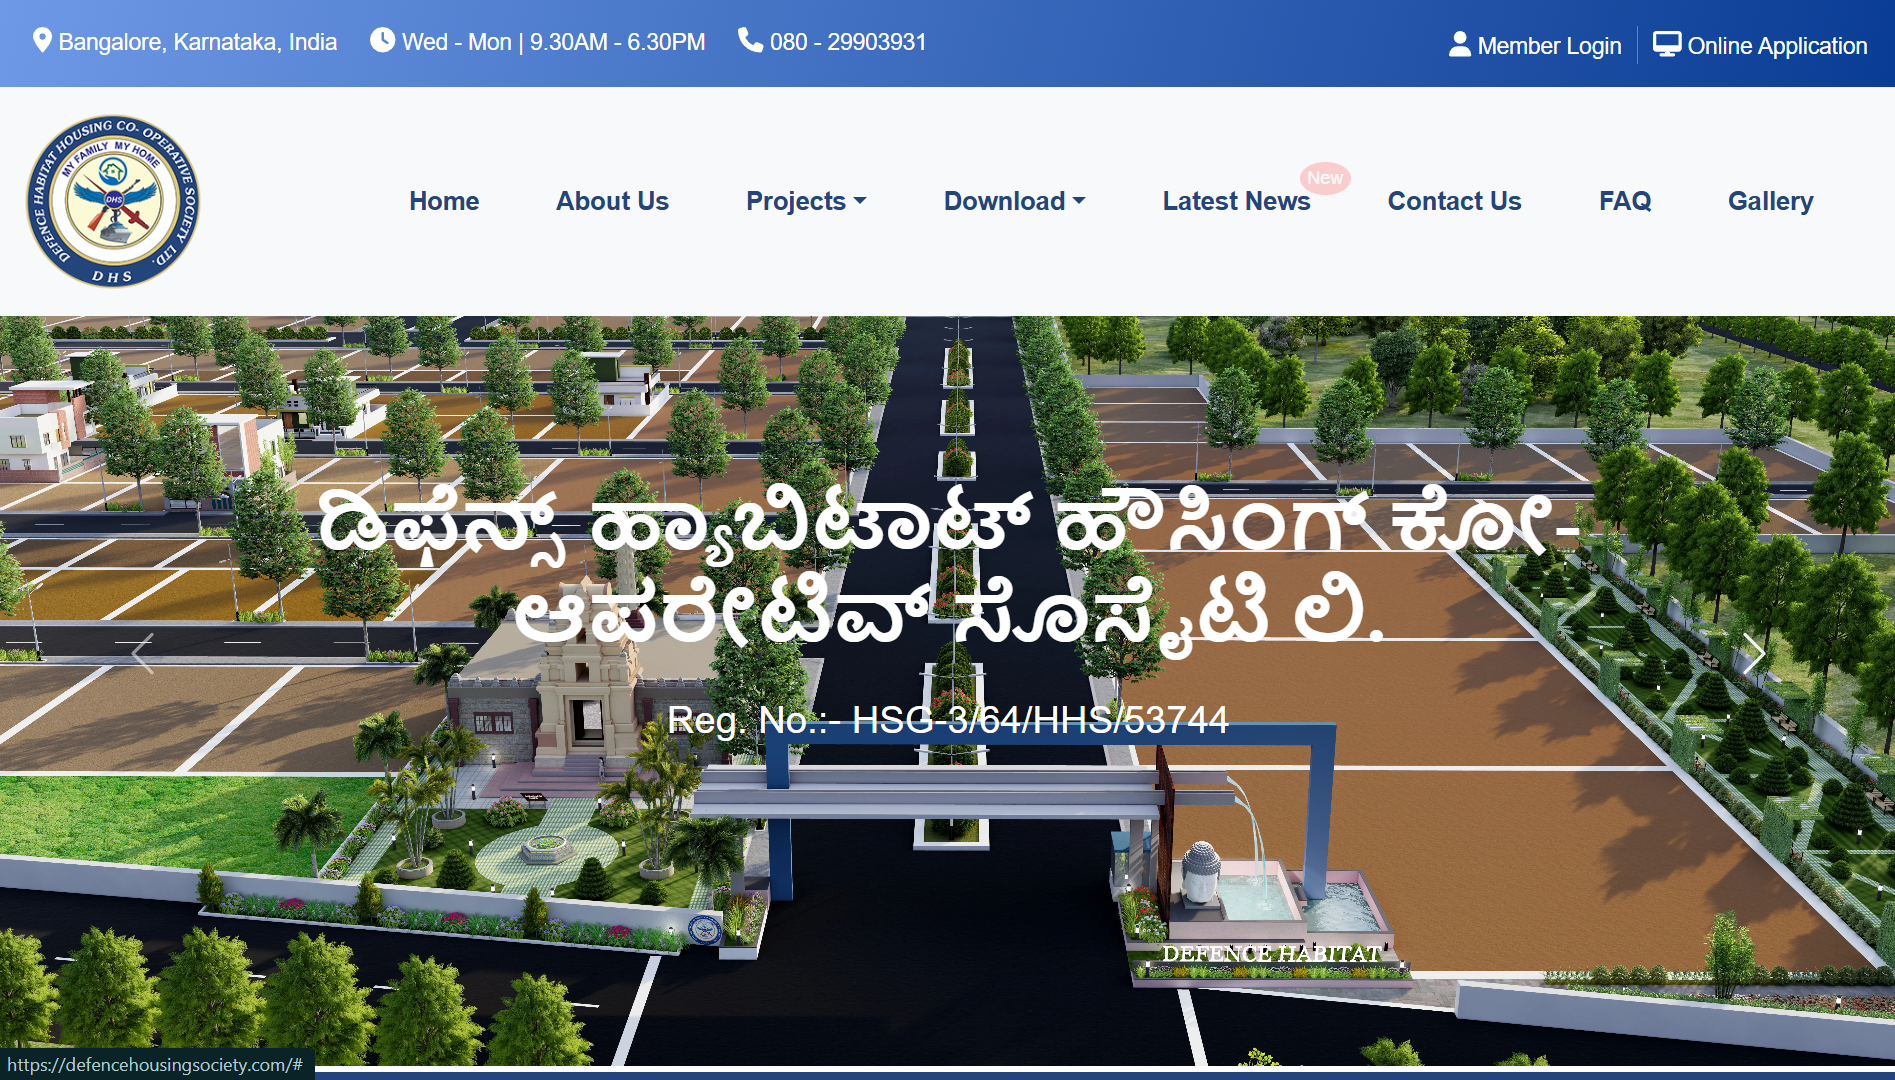 Bangalore, Karnataka, India
Wed - Mon | 9.30AM - 6.30PM
080 - 29903931
Member Login
Online Application
DEFENCE HABITAT HOUSING CO- OPERATIVE SOCIETY LTD.
MY FAMILY MY HOME
DHS
DHS
Home
About Us
Projects
Download
Latest News
New
Contact Us
FAQ
Gallery
ಡಿಫೆನ್ಸ್ ಹ್ಯಾಬಿಟಾಟ್ ಹೌಸಿಂಗ್ ಕೋ-
ಆಪರೇಟಿವ್ ಸೊಸೈಟಿ ಲಿ.
Reg. No.:- HSG-3/64/HHS/53744
DEFENCE HABITAT
https://defencehousingsociety.com/#